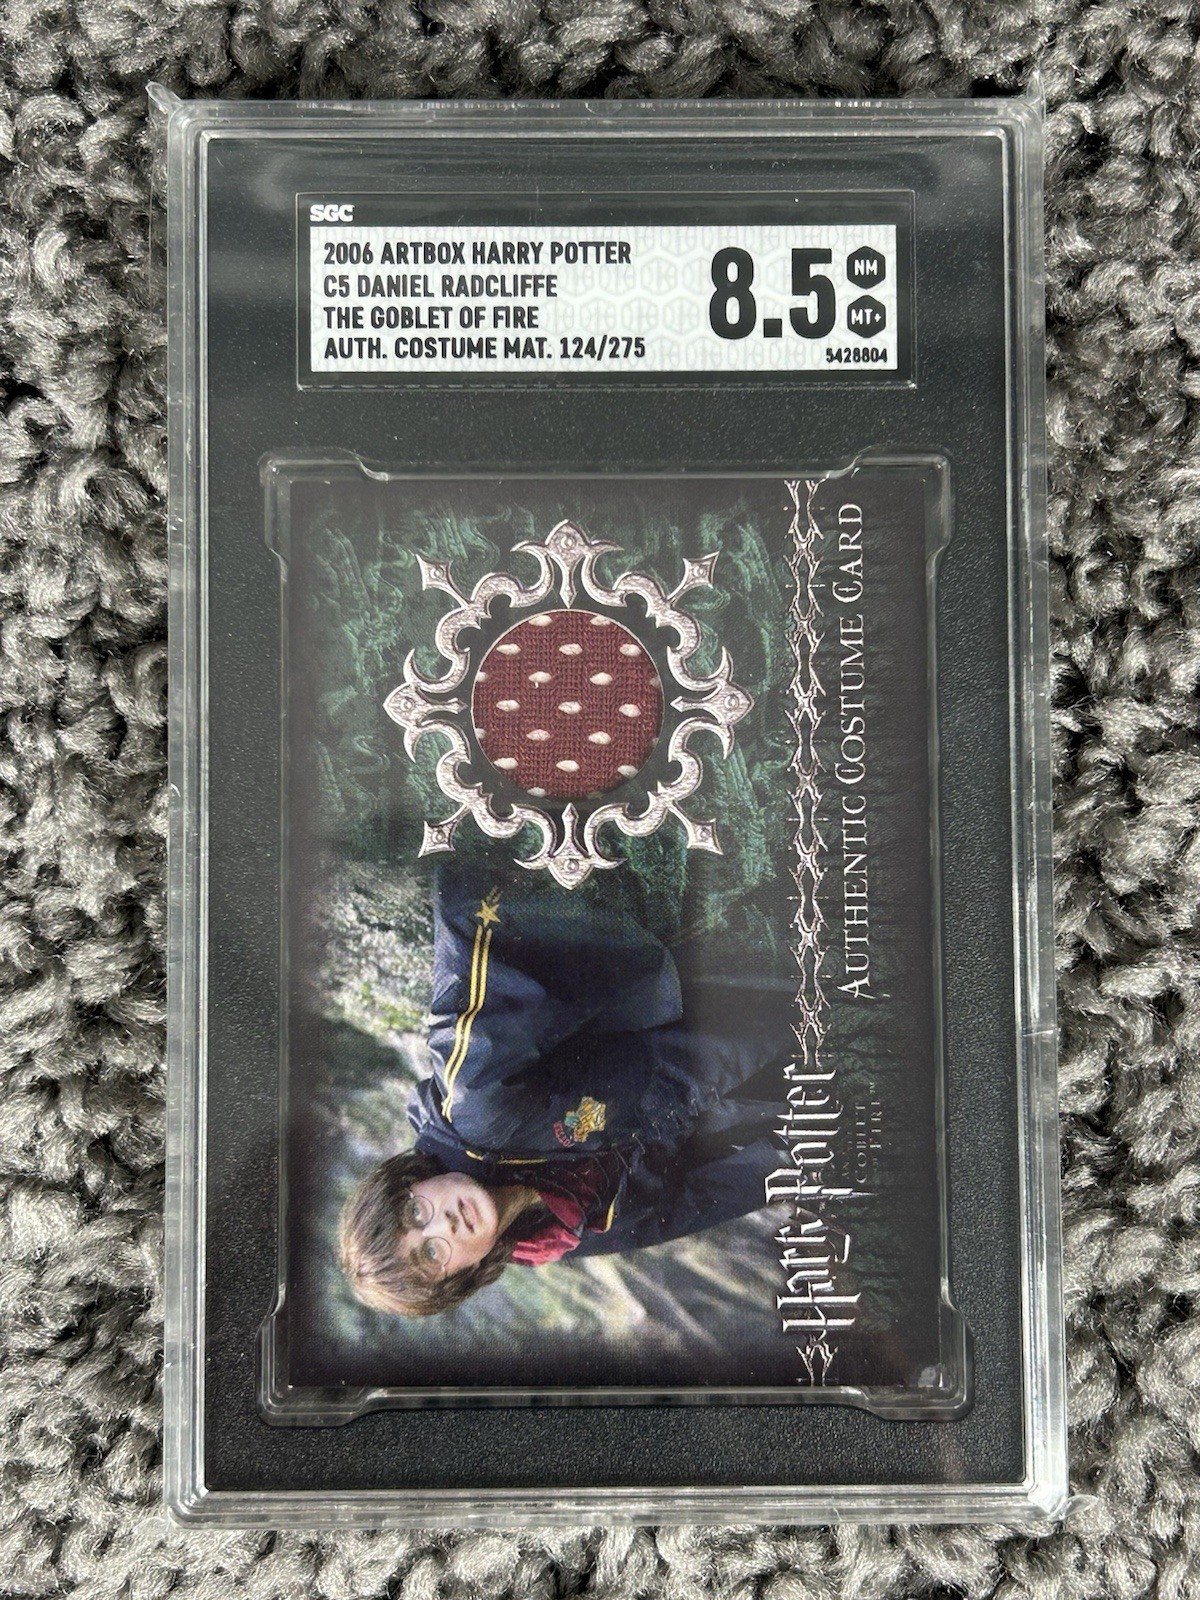 SGC
2006 ARTBOX HARRY POTTER
C5 DANIEL RADCLIFFE
THE GOBLET OF FIRE
AUTH. COSTUME MAT. 124/275
8.5
NM
MT+
5428804
AUTHENTIC COSTUME CARD
Harry Potter
GOBLET
OF FIRE™